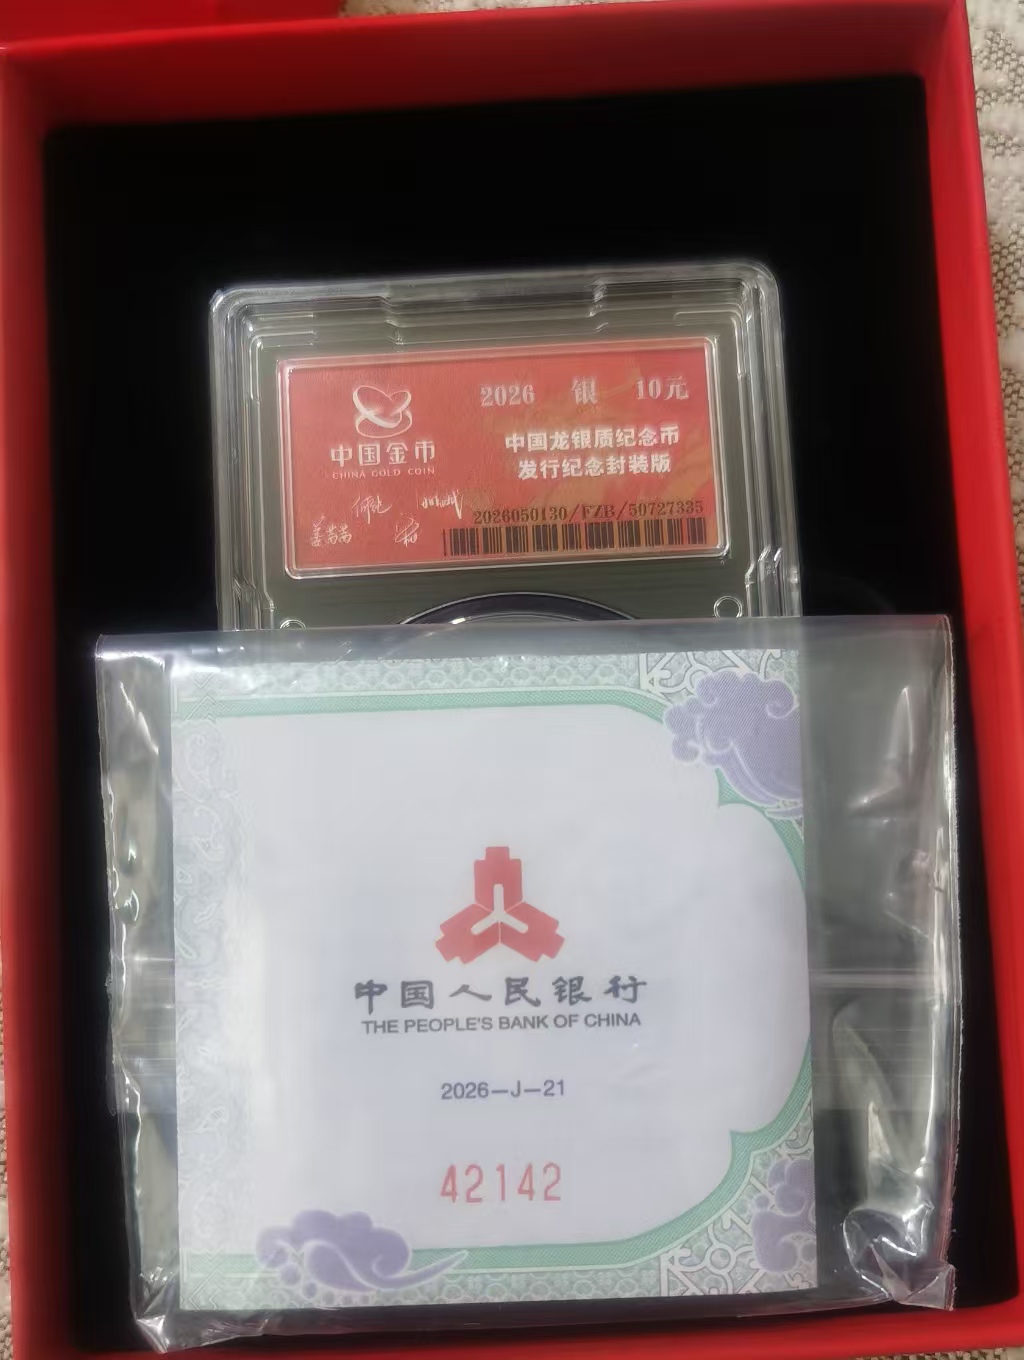 2026 银 10元
中国金币
CHINA GOLD COIN
中国龙银质纪念币
发行纪念封装版
2026050130/FZB/50727335
中国人民银行
THE PEOPLE'S BANK OF CHINA
2026—J—21
42142